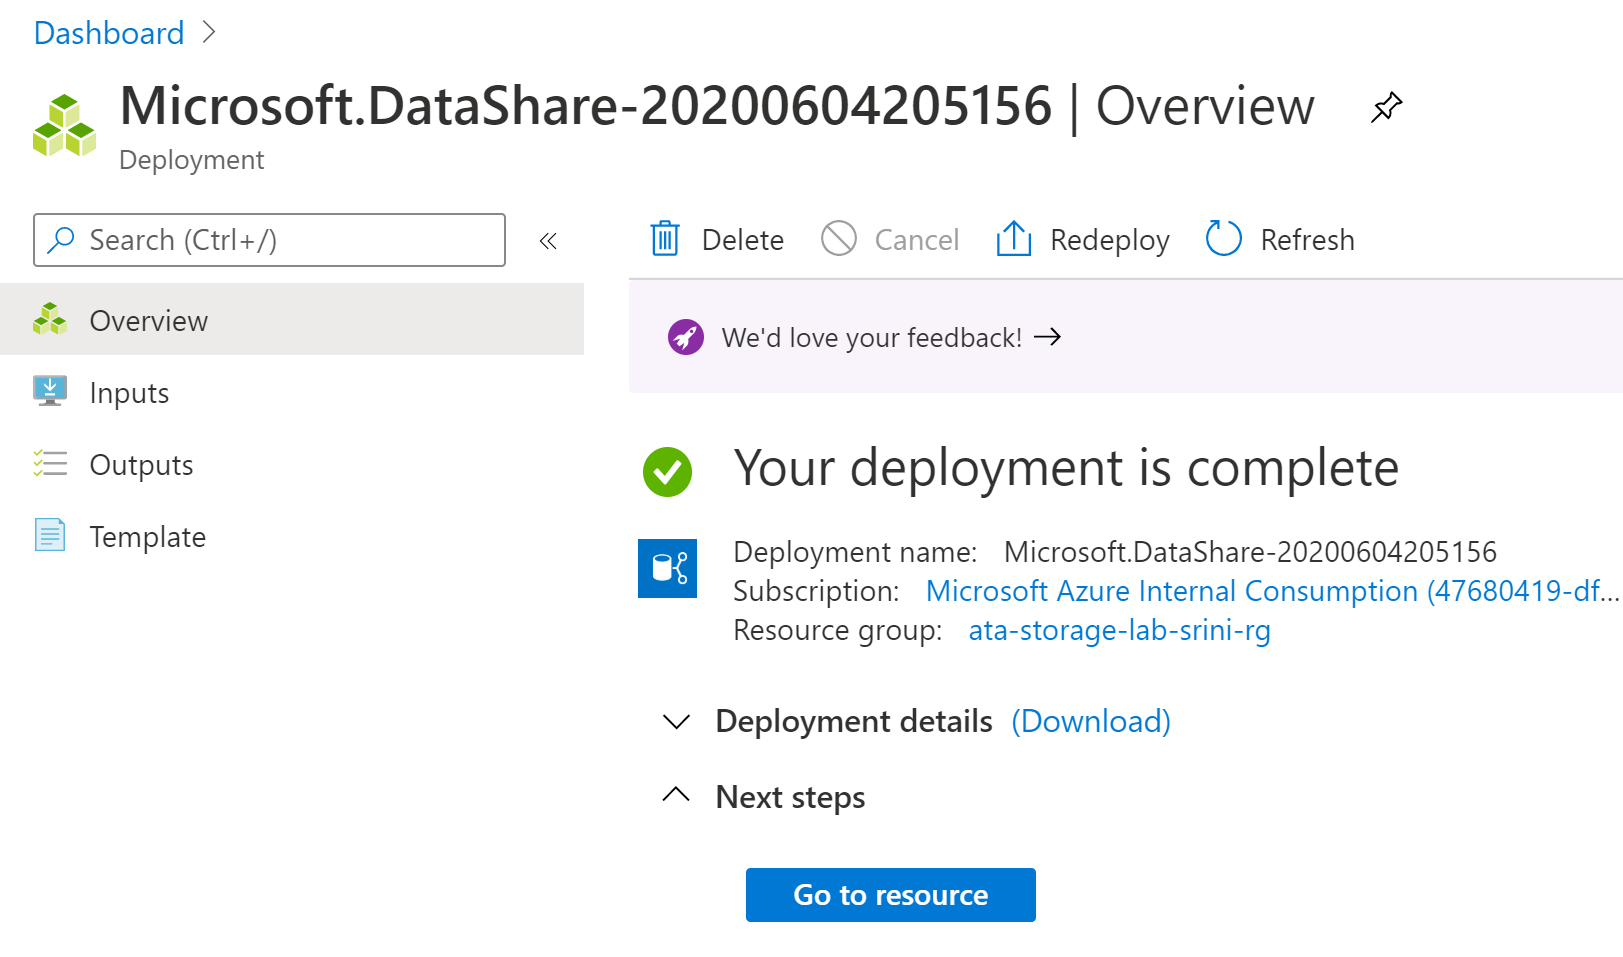 Dashboard >
Microsoft.DataShare-20200604205156 | Overview
Deployment
Search (Ctrl+/)
«
Overview
Inputs
Outputs
Template
Delete Cancel Redeploy Refresh
We'd love your feedback! →
Your deployment is complete
Deployment name: Microsoft.DataShare-20200604205156
Subscription: Microsoft Azure Internal Consumption (47680419-df...
Resource group: ata-storage-lab-srini-rg
Deployment details (Download)
Next steps
Go to resource